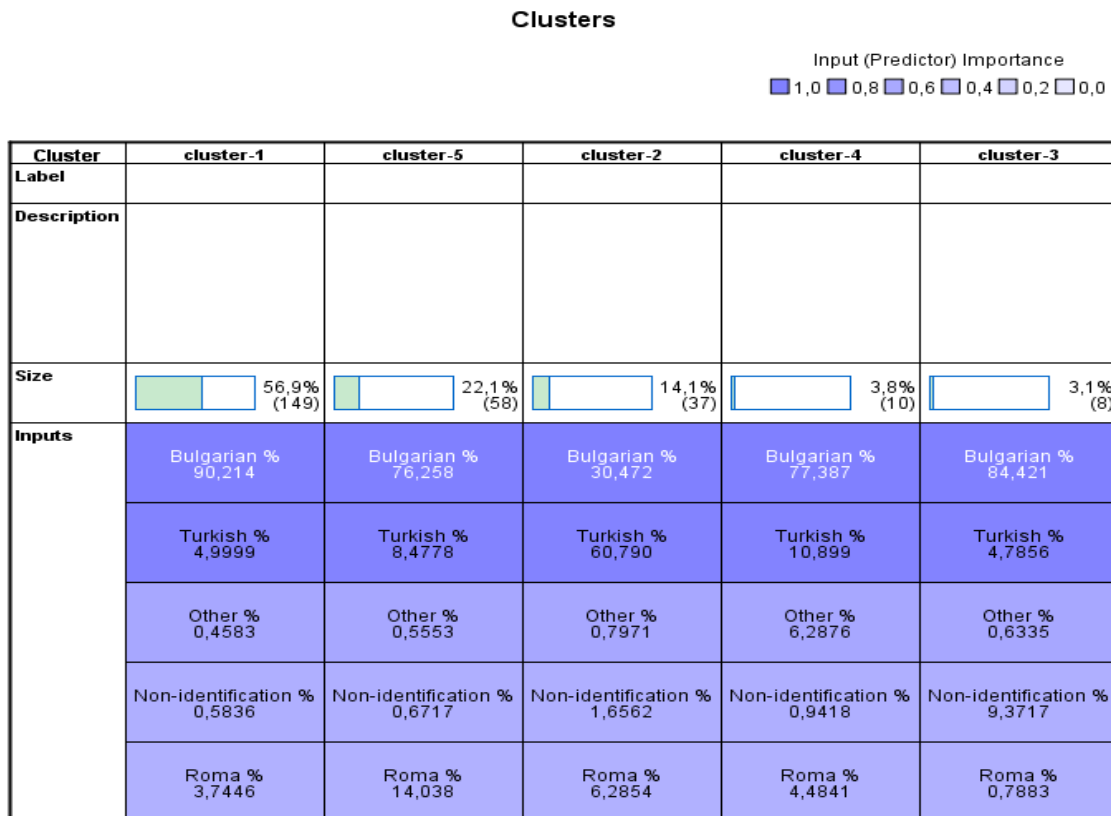 Clusters
Input (Predictor) Importance
1,0 0,8 0,6 0,4 0,2 0,0
Cluster cluster-1 cluster-5 cluster-2 cluster-4 cluster-3
Label
Description
Size 56,9% 22,1% 14,1% 3,8% 3,1%
(149) (58) (37) (10) (8)
Inputs
Bulgarian % Bulgarian % Bulgarian % Bulgarian % Bulgarian %
90,214 76,258 30,472 77,387 84,421
Turkish % Turkish % Turkish % Turkish % Turkish %
4,9999 8,4778 60,790 10,899 4,7856
Other % Other % Other % Other % Other %
0,4583 0,5553 0,7971 6,2876 0,6335
Non-identification % Non-identification % Non-identification % Non-identification % Non-identification %
0,5836 0,6717 1,6562 0,9418 9,3717
Roma % Roma % Roma % Roma % Roma %
3,7446 14,038 6,2854 4,4841 0,7883